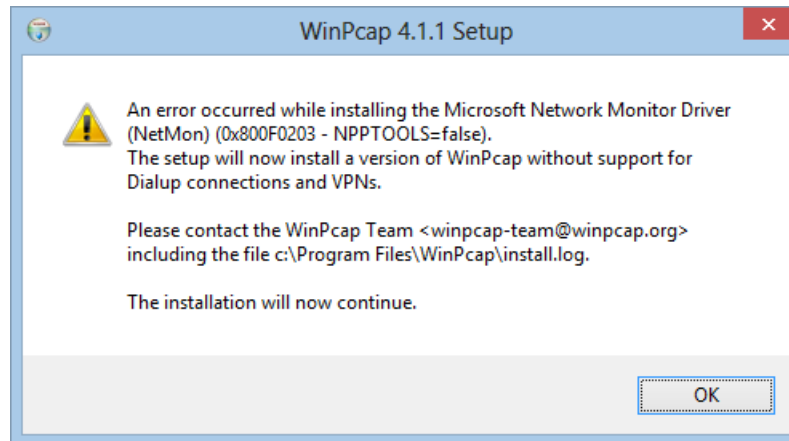 WinPcap 4.1.1 Setup
An error occurred while installing the Microsoft Network Monitor Driver
(NetMon) (0x800F0203 - NPPTOOLS=false).
The setup will now install a version of WinPcap without support for
Dialup connections and VPNs.
Please contact the WinPcap Team <winpcap-team@winpcap.org>
including the file c:\Program Files\WinPcap\install.log.
The installation will now continue.
OK